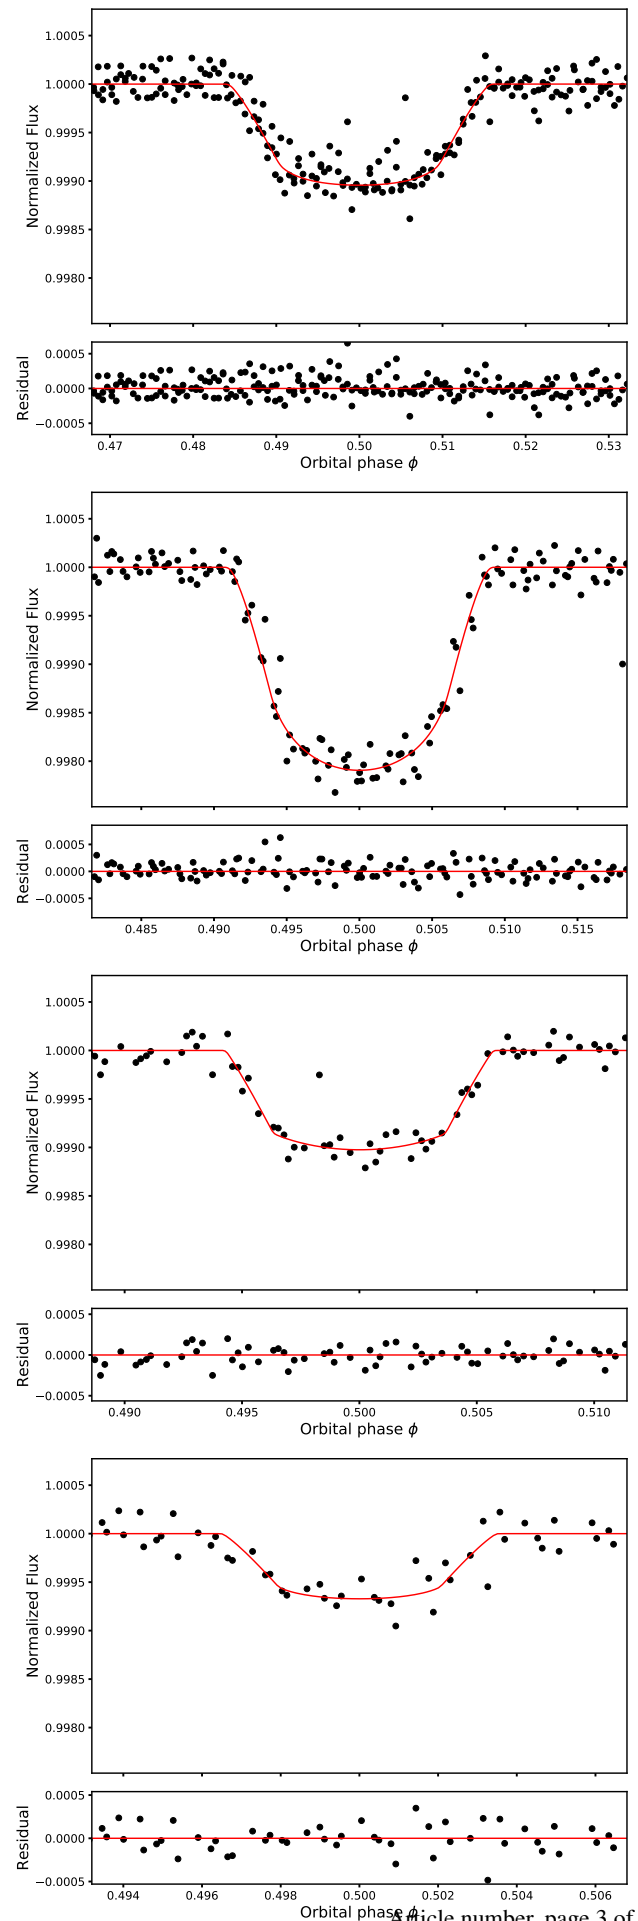 1.0005
1.0000
0.9995
0.9990
0.9985
0.9980
Normalized Flux
0.0005
0.0000
−0.0005
Residual
0.47 0.48 0.49 0.50 0.51 0.52 0.53
Orbital phase ϕ
1.0005
1.0000
0.9995
0.9990
0.9985
0.9980
Normalized Flux
0.0005
0.0000
−0.0005
Residual
0.485 0.490 0.495 0.500 0.505 0.510 0.515
Orbital phase ϕ
1.0005
1.0000
0.9995
0.9990
0.9985
0.9980
Normalized Flux
0.0005
0.0000
−0.0005
Residual
0.490 0.495 0.500 0.505 0.510
Orbital phase ϕ
1.0005
1.0000
0.9995
0.9990
0.9985
0.9980
Normalized Flux
0.0005
0.0000
−0.0005
Residual
0.494 0.496 0.498 0.500 0.502 0.504 0.506
Orbital phase ϕ
Article number, page 3 of